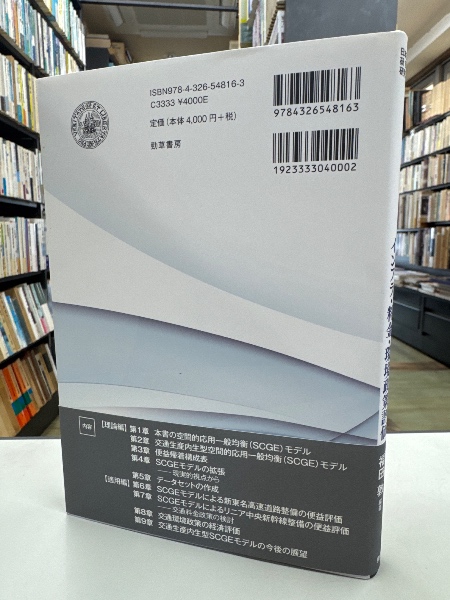 ISBN978-4-326-54816-3
C3333 ¥4000E
定価（本体 4,000 円＋税）
勁草書房
9784326548163
1923333040002
内容
【理論編】第1章 本書の空間的応用一般均衡（SCGE）モデル
第2章 交通生産内生型空間的応用一般均衡（SCGE）モデル
第3章 便益帰着構成表
第4章 SCGEモデルの拡張
――現実的視点から
第5章 データセットの作成
【適用編】第6章 SCGEモデルによる新東名高速道路整備の便益評価
第7章 SCGEモデルによるリニア中央新幹線整備の便益評価
――交通料金政策の検討
第8章 交通環境政策の経済評価
第9章 交通生産内生型SCGEモデルの今後の展望